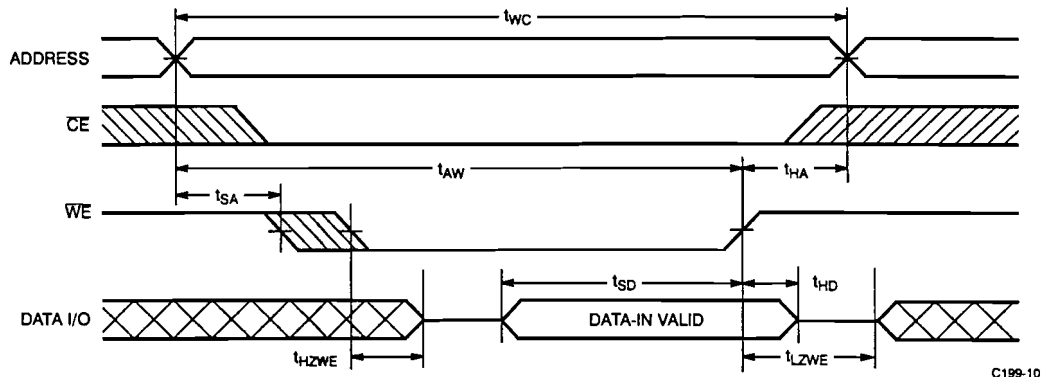 tWC
ADDRESS
CE
tAW
tHA
tSA
WE
tSD
tHD
DATA I/O
DATA-IN VALID
tHZWE
tLZWE
C199-10